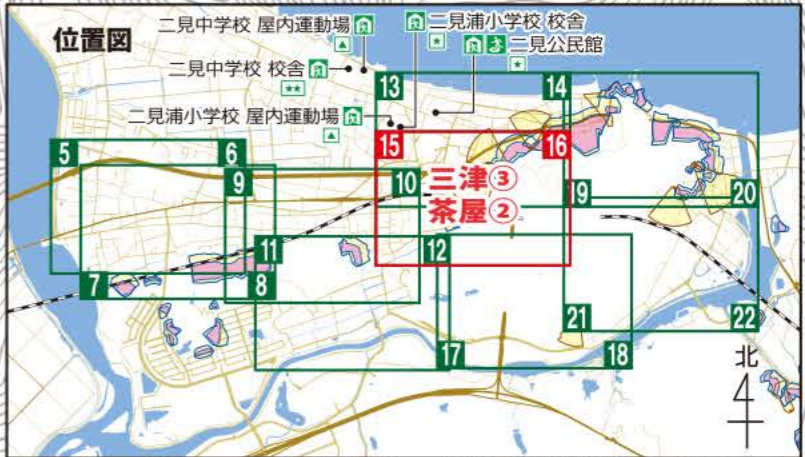 位置図
二見中学校 屋内運動場
▲
二見浦小学校 校舎
★
二見公民館
★
二見中学校 校舎
★★
二見浦小学校 屋内運動場
▲
13
14
15
16
5
6
9
10
三津③
茶屋②
19
20
11
12
7
8
21
22
17
18
北